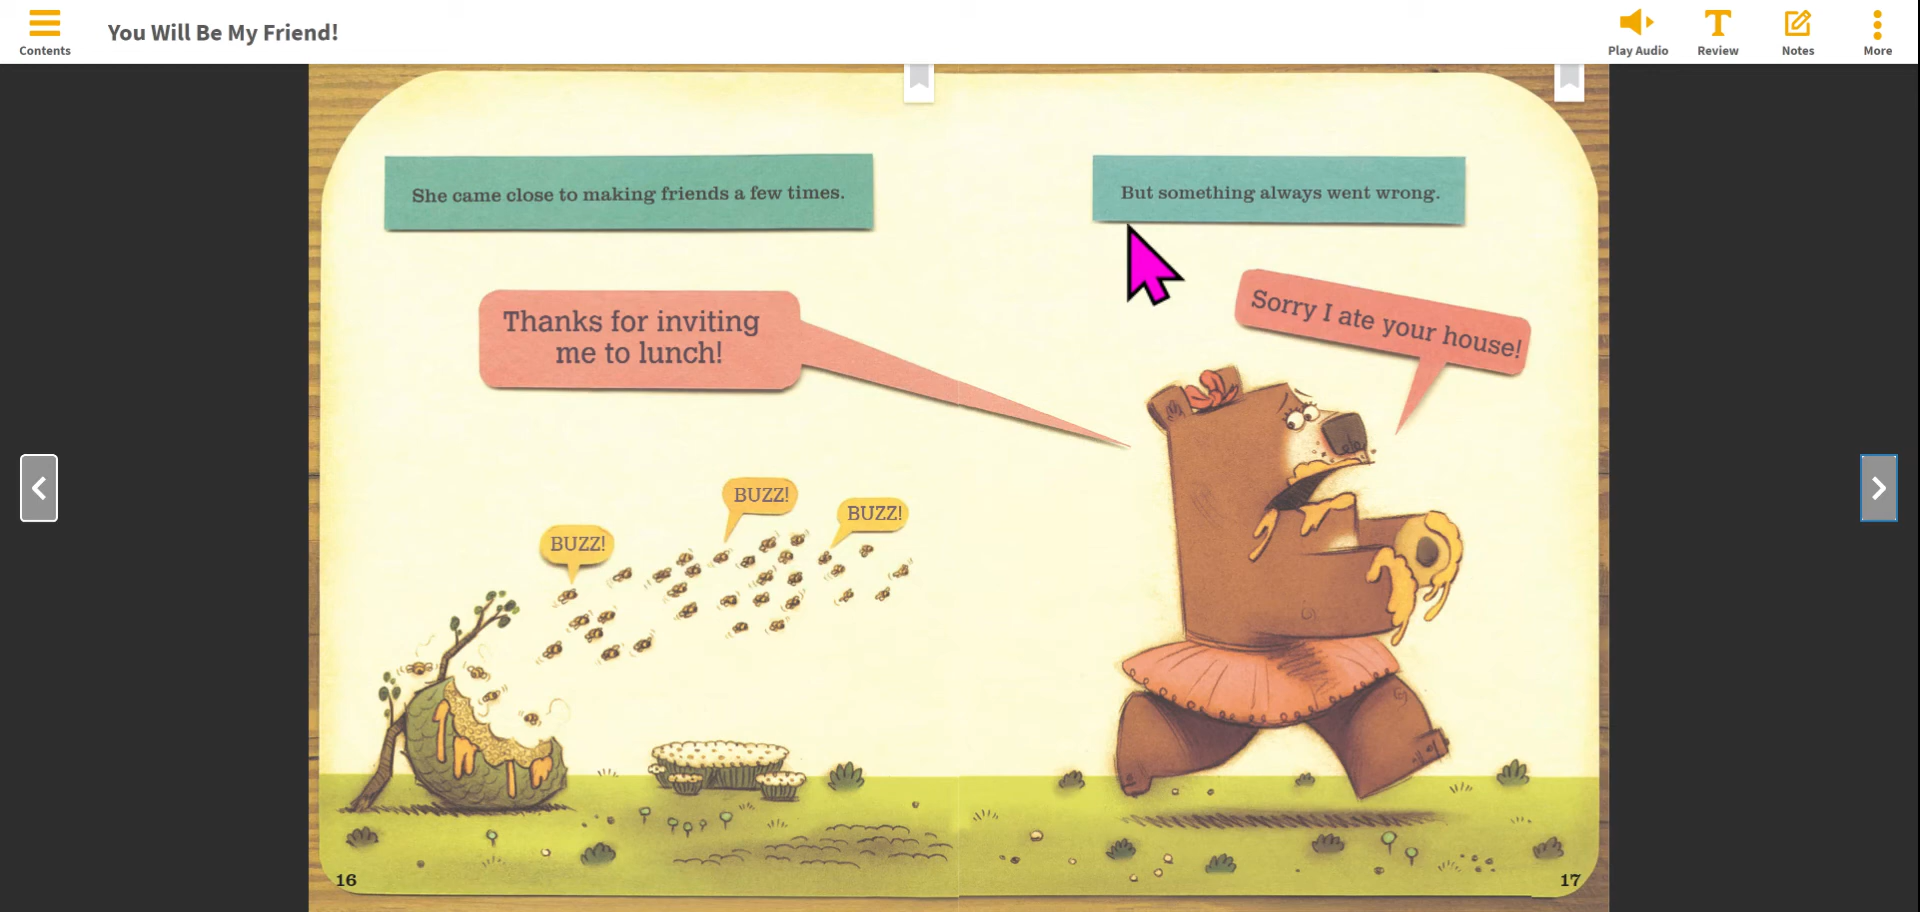 Contents
You Will Be My Friend!
Play Audio
Review
Notes
More
She came close to making friends a few times.
Thanks for inviting
me to lunch!
BUZZ!
BUZZ!
BUZZ!
16
But something always went wrong.
Sorry I ate your house!
17